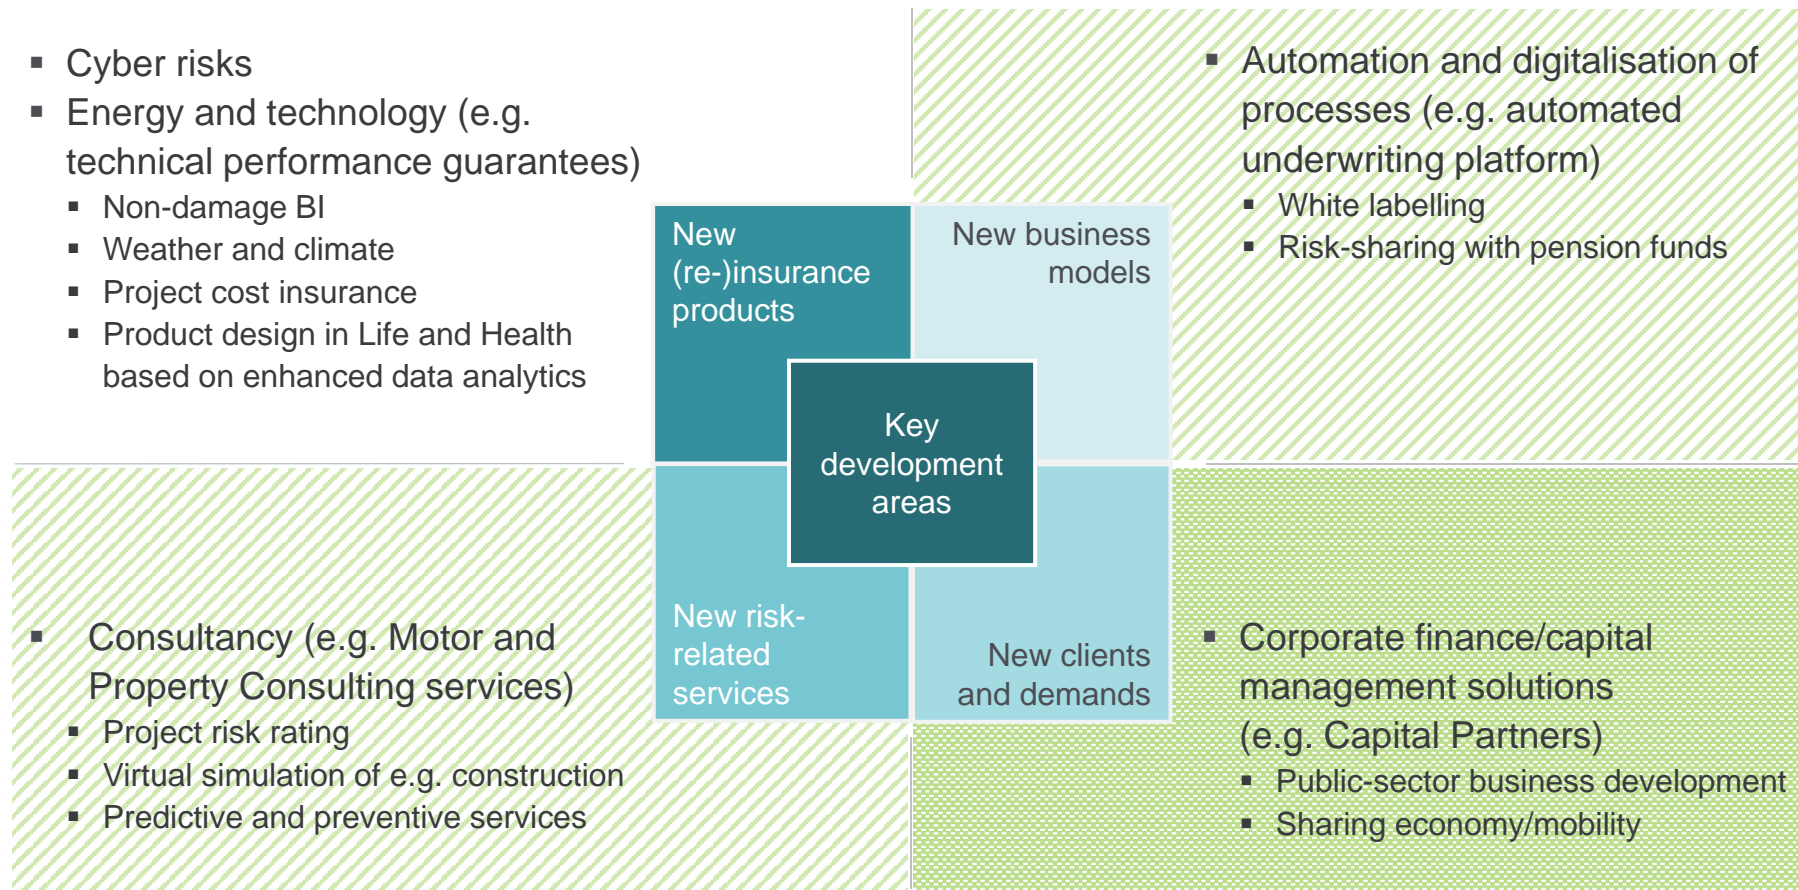 ▪ Cyber risks
▪ Energy and technology (e.g.
technical performance guarantees)
▪ Non-damage BI
▪ Weather and climate
▪ Project cost insurance
▪ Product design in Life and Health
based on enhanced data analytics
▪ Automation and digitalisation of
processes (e.g. automated
underwriting platform)
▪ White labelling
▪ Risk-sharing with pension funds
New
(re-)insurance
products
New business
models
Key
development
areas
New risk-
related
services
New clients
and demands
▪ Consultancy (e.g. Motor and
Property Consulting services)
▪ Project risk rating
▪ Virtual simulation of e.g. construction
▪ Predictive and preventive services
▪ Corporate finance/capital
management solutions
(e.g. Capital Partners)
▪ Public-sector business development
▪ Sharing economy/mobility